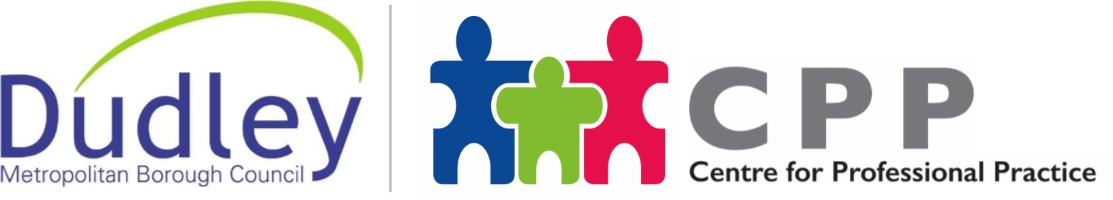 Dudley
Metropolitan Borough Council
CPP
Centre for Professional Practice